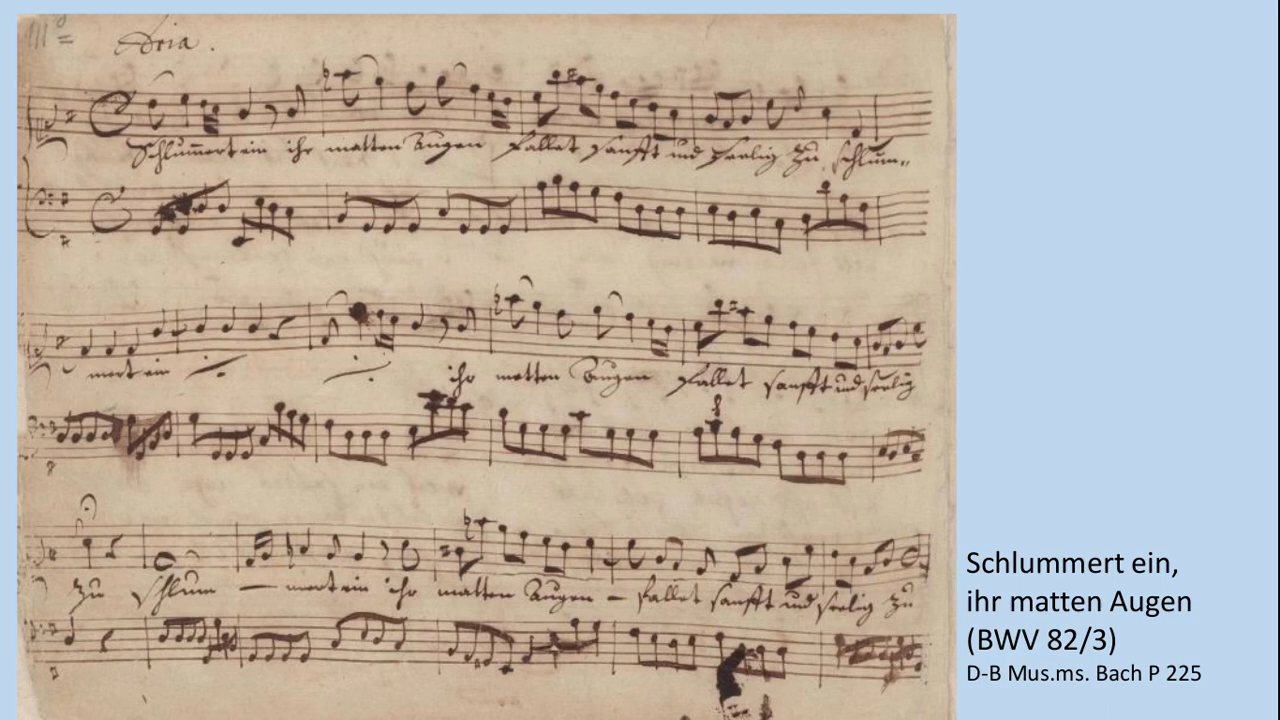 Aria.
Schlummert ein ihr matten Augen fallet sanfft und seelig zu, schlum-
mert ein ihr matten Augen fallet sanfft und seelig
zu Schlum — mert ein ihr matten Augen – fallet sanfft und seelig zu
Schlummert ein,
ihr matten Augen
(BWV 82/3)
D-B Mus.ms. Bach P 225